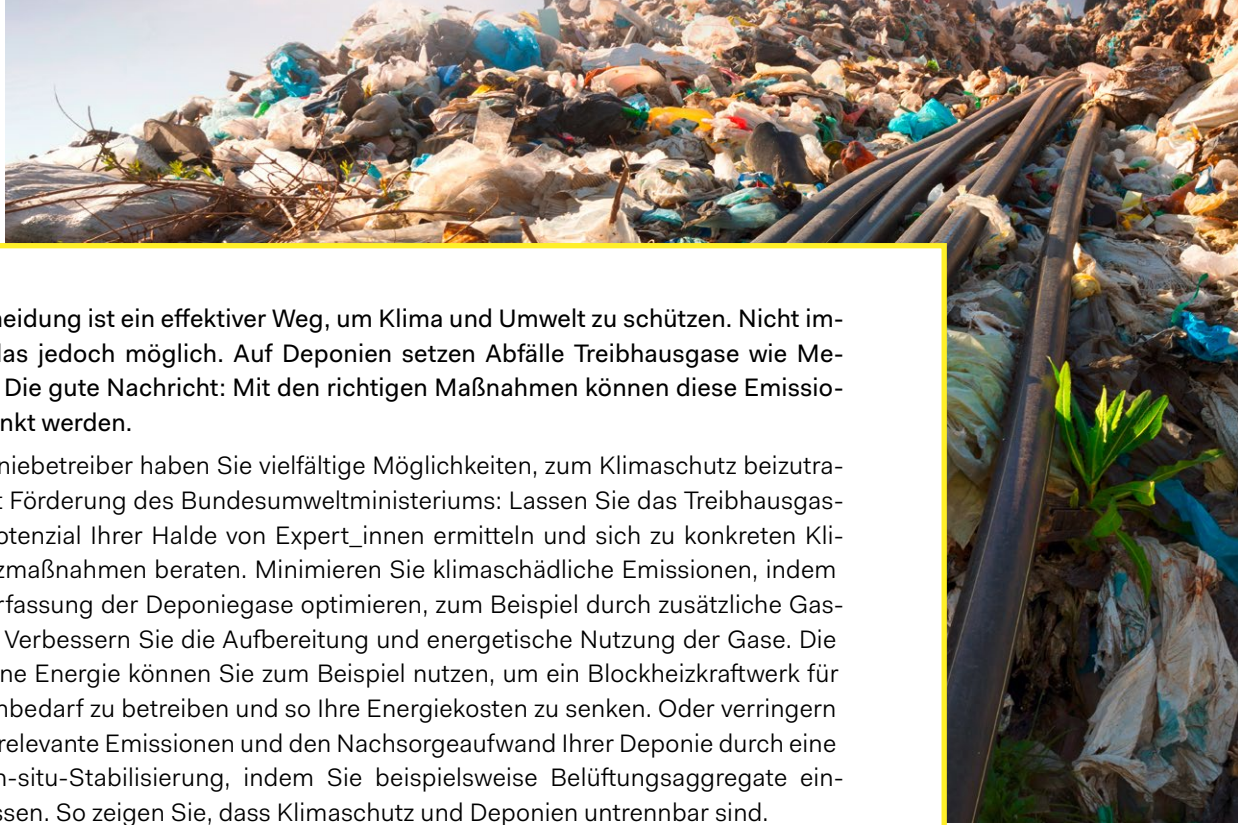 eidung ist ein effektiver Weg, um Klima und Umwelt zu schützen. Nicht im-
las jedoch möglich. Auf Deponien setzen Abfälle Treibhausgase wie Me-
Die gute Nachricht: Mit den richtigen Maßnahmen können diese Emissio-
nkt werden.
niebetreiber haben Sie vielfältige Möglichkeiten, zum Klimaschutz beizutra-
t Förderung des Bundesumweltministeriums: Lassen Sie das Treibhausgas-
otenzial Ihrer Halde von Expert_innen ermitteln und sich zu konkreten Kli-
zmaßnahmen beraten. Minimieren Sie klimaschädliche Emissionen, indem
rfassung der Deponiegase optimieren, zum Beispiel durch zusätzliche Gas-
Verbessern Sie die Aufbereitung und energetische Nutzung der Gase. Die
ne Energie können Sie zum Beispiel nutzen, um ein Blockheizkraftwerk für
nbedarf zu betreiben und so Ihre Energiekosten zu senken. Oder verringern
relevante Emissionen und den Nachsorgeaufwand Ihrer Deponie durch eine
n-situ-Stabilisierung, indem Sie beispielsweise Belüftungsaggregate ein-
ssen. So zeigen Sie, dass Klimaschutz und Deponien untrennbar sind.